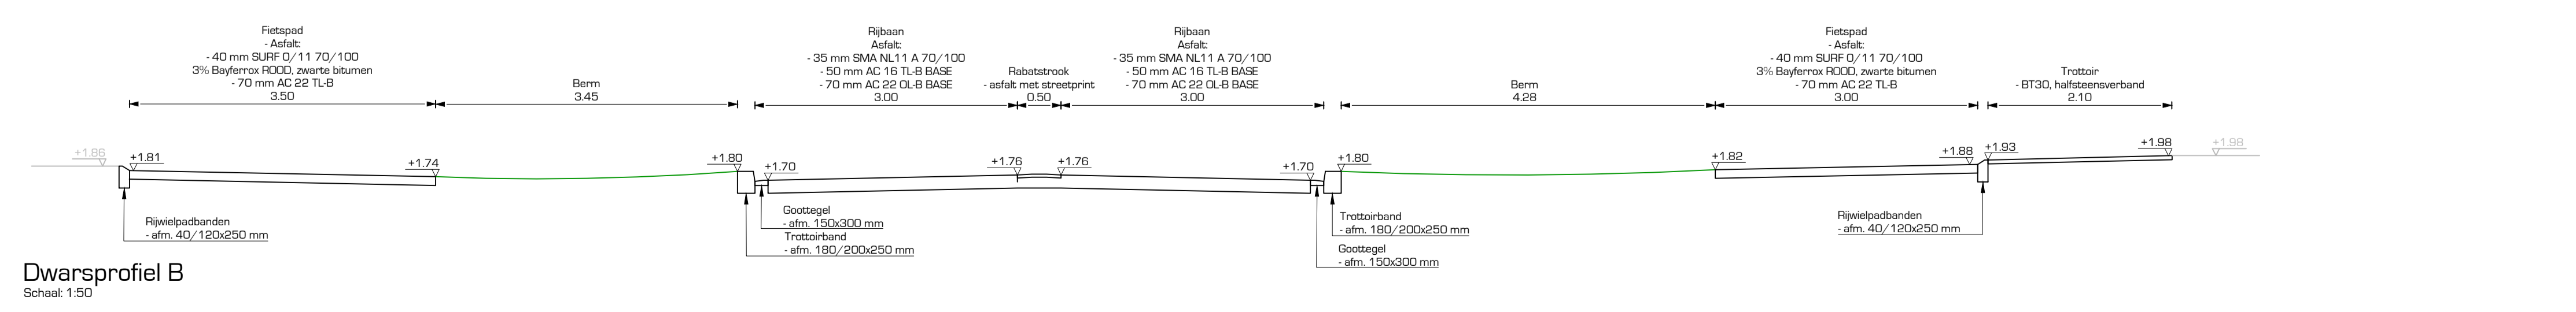 Fietspad
- Asfalt:
- 40 mm SURF 0/11 70/100
3% Bayferrox ROOD, zwarte bitumen
- 70 mm AC 22 TL-B
3.50
Berm
3.45
Rijbaan
Asfalt:
- 35 mm SMA NL11 A 70/100
- 50 mm AC 16 TL-B BASE
- 70 mm AC 22 OL-B BASE
3.00
Rabatstrook
- asfalt met streetprint
0.50
Rijbaan
Asfalt:
- 35 mm SMA NL11 A 70/100
- 50 mm AC 16 TL-B BASE
- 70 mm AC 22 OL-B BASE
3.00
Berm
4.28
Fietspad
- Asfalt:
- 40 mm SURF 0/11 70/100
3% Bayferrox ROOD, zwarte bitumen
- 70 mm AC 22 TL-B
3.00
Trottoir
- BT30, halfsteensverband
2.10
+1.86
+1.81
+1.74
+1.80
+1.70
+1.76
+1.76
+1.70
+1.80
+1.82
+1.88
+1.93
+1.98
+1.98
Rijwielpadbanden
- afm. 40/120x250 mm
Goottegel
- afm. 150x300 mm
Trottoirband
- afm. 180/200x250 mm
Trottoirband
- afm. 180/200x250 mm
Goottegel
- afm. 150x300 mm
Rijwielpadbanden
- afm. 40/120x250 mm
Dwarsprofiel B
Schaal: 1:50